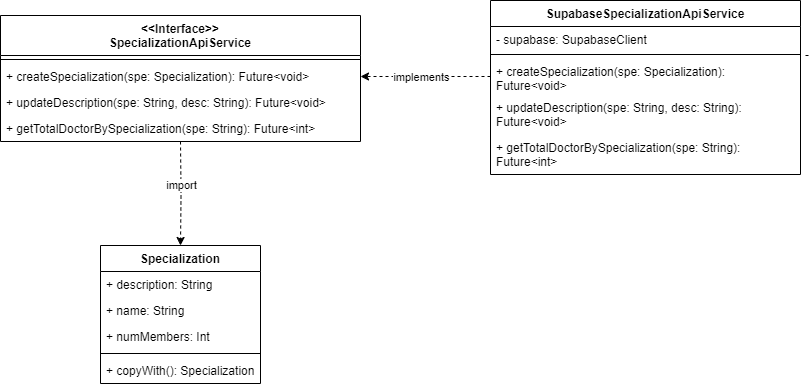 <<Interface>>
SpecializationApiService
+ createSpecialization(spe: Specialization): Future<void>
+ updateDescription(spe: String, desc: String): Future<void>
+ getTotalDoctorBySpecialization(spe: String): Future<int>
implements
SupabaseSpecializationApiService
- supabase: SupabaseClient
-
+ createSpecialization(spe: Specialization):
Future<void>
+ updateDescription(spe: String, desc: String):
Future<void>
+ getTotalDoctorBySpecialization(spe: String):
Future<int>
import
Specialization
+ description: String
+ name: String
+ numMembers: Int
+ copyWith(): Specialization